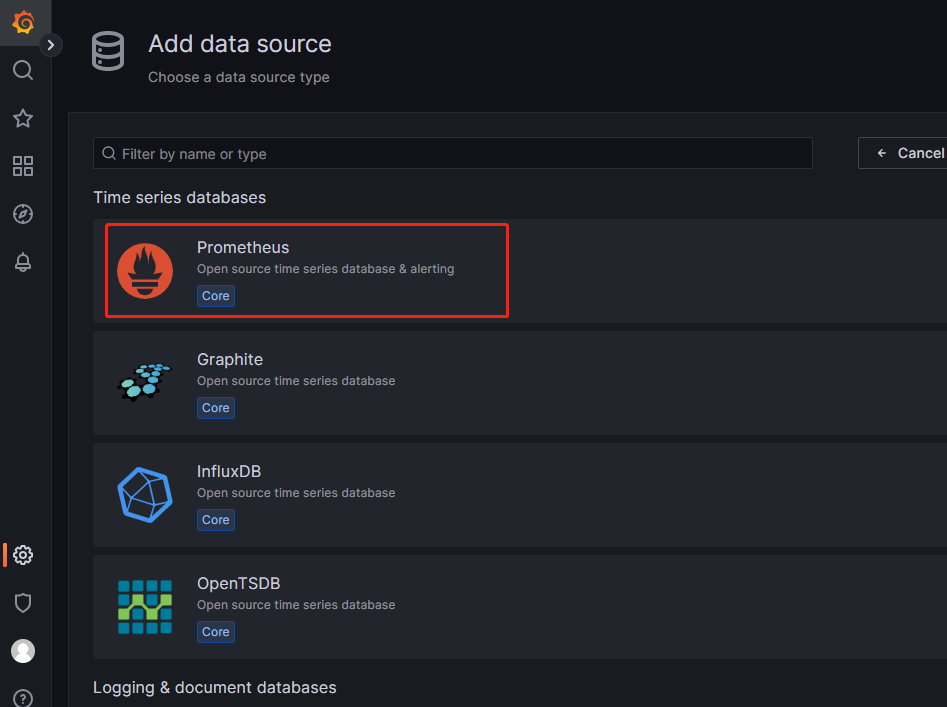 Add data source
Choose a data source type
Filter by name or type
Cancel
Time series databases
Prometheus
Open source time series database & alerting
Core
Graphite
Open source time series database
Core
InfluxDB
Open source time series database
Core
OpenTSDB
Open source time series database
Core
Logging & document databases